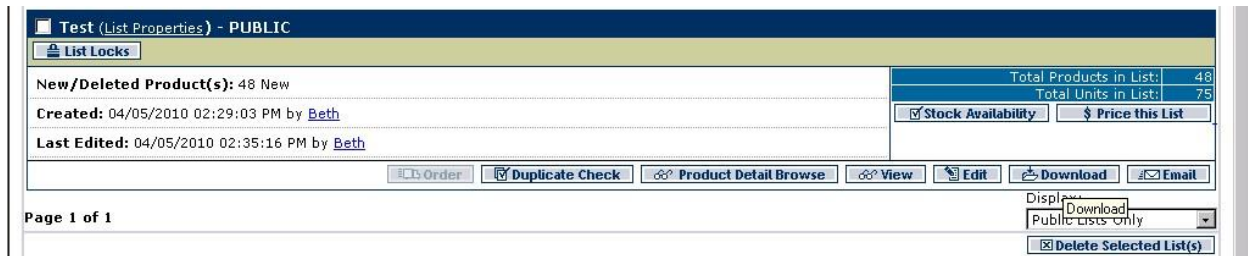 Test (List Properties) - PUBLIC
List Locks
New/Deleted Product(s): 48 New
Total Products in List: 48
Total Units in List: 75
Created: 04/05/2010 02:29:03 PM by Beth
Stock Availability $ Price this List
Last Edited: 04/05/2010 02:35:16 PM by Beth
Order Duplicate Check Product Detail Browse View Edit Download Email
Display:
Download
Page 1 of 1
Public Lists Only
Delete Selected List(s)